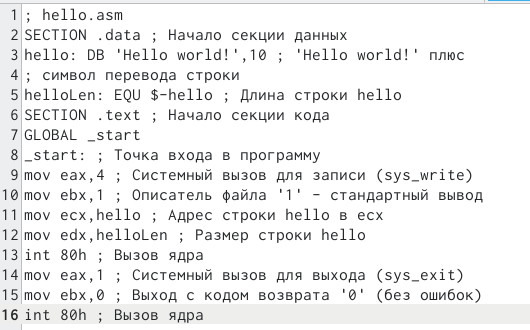 1 ; hello.asm
2 SECTION .data ; Начало секции данных
3 hello: DB 'Hello world!',10 ; 'Hello world!' плюс
4 ; символ перевода строки
5 helloLen: EQU $-hello ; Длина строки hello
6 SECTION .text ; Начало секции кода
7 GLOBAL _start
8 _start: ; Точка входа в программу
9 mov eax,4 ; Системный вызов для записи (sys_write)
10 mov ebx,1 ; Описатель файла '1' - стандартный вывод
11 mov ecx,hello ; Адрес строки hello в ecx
12 mov edx,helloLen ; Размер строки hello
13 int 80h ; Вызов ядра
14 mov eax,1 ; Системный вызов для выхода (sys_exit)
15 mov ebx,0 ; Выход с кодом возврата '0' (без ошибок)
16 int 80h ; Вызов ядра